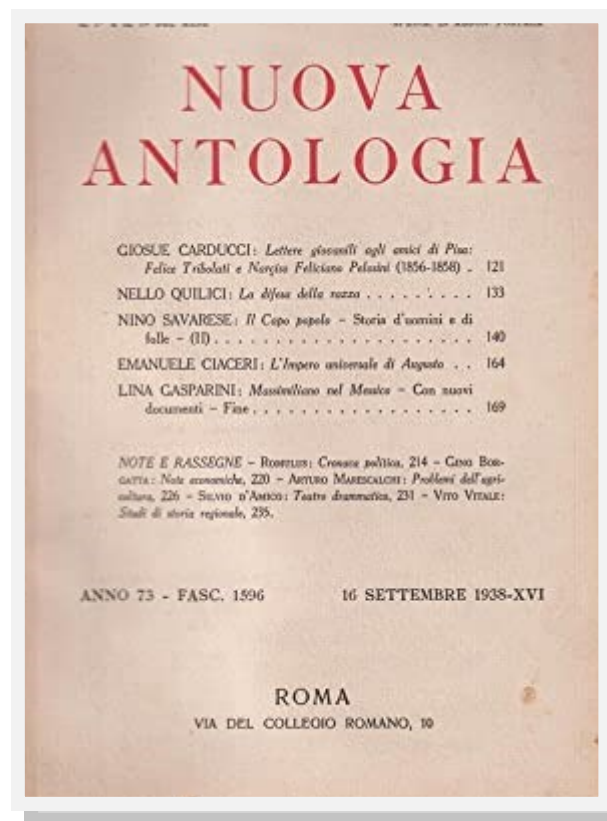 NUOVA
ANTOLOGIA
GIOSUE CARDUCCI: Lettere giovanili agli amici di Pisa:
Felice Tribolati e Narciso Feliciano Pelosini (1856-1858) . 121
NELLO QUILICI: La difesa della razza . . . . . . . . . 133
NINO SAVARESE: Il Capo popolo – Storia d'uomini e di
folle – (II) . . . . . . . . . . . . . . . . . . . 140
EMANUELE CIACERI: L'Impero universale di Augusto . . 164
LINA GASPARINI: Massimiliano nel Messico – Con nuovi
documenti – Fine . . . . . . . . . . . . . . . . 169
NOTE E RASSEGNE – ROMULUS: Cronaca politica, 214 – GINO BOR-
GATTA: Note economiche, 220 – ARTURO MARESCALCHI: Problemi dell'agri-
coltura, 226 – SILVIO D'AMICO: Teatro drammatico, 231 – VITO VITALE:
Studi di storia regionale, 235.
ANNO 73 - FASC. 1596 16 SETTEMBRE 1938-XVI
ROMA
VIA DEL COLLEGIO ROMANO, 10